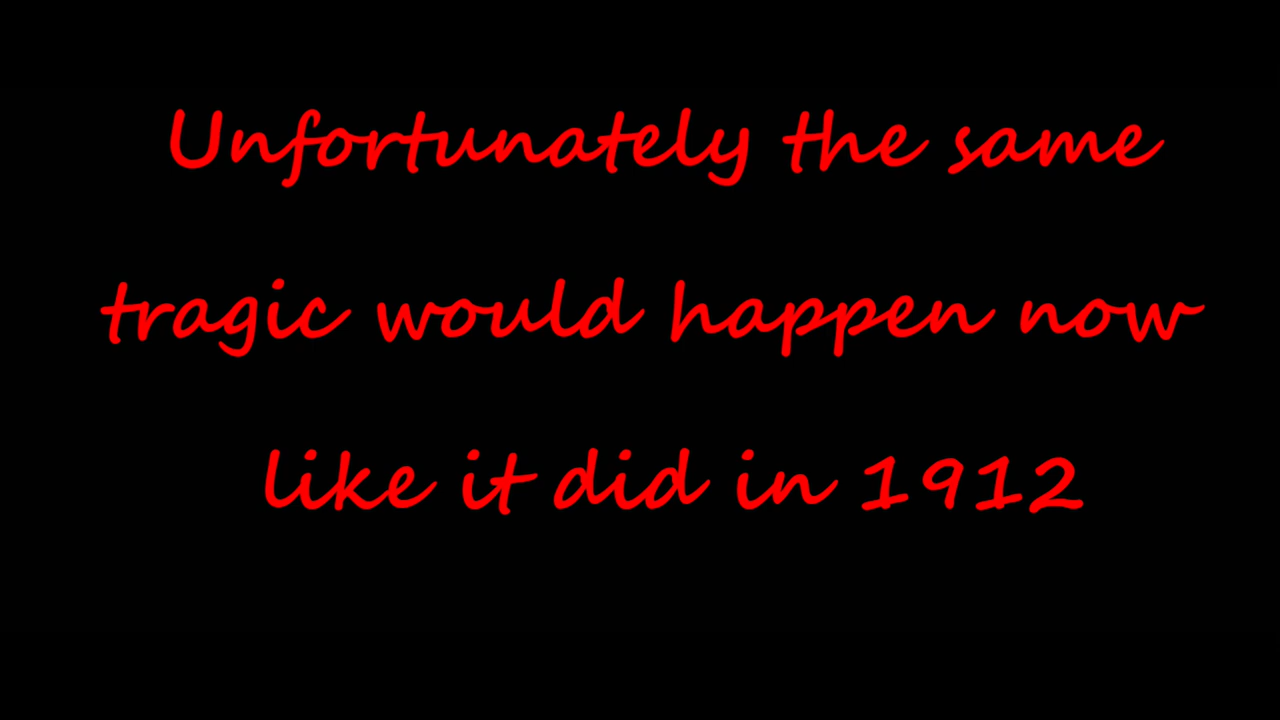 Unfortunately the same
tragic would happen now
like it did in 1912